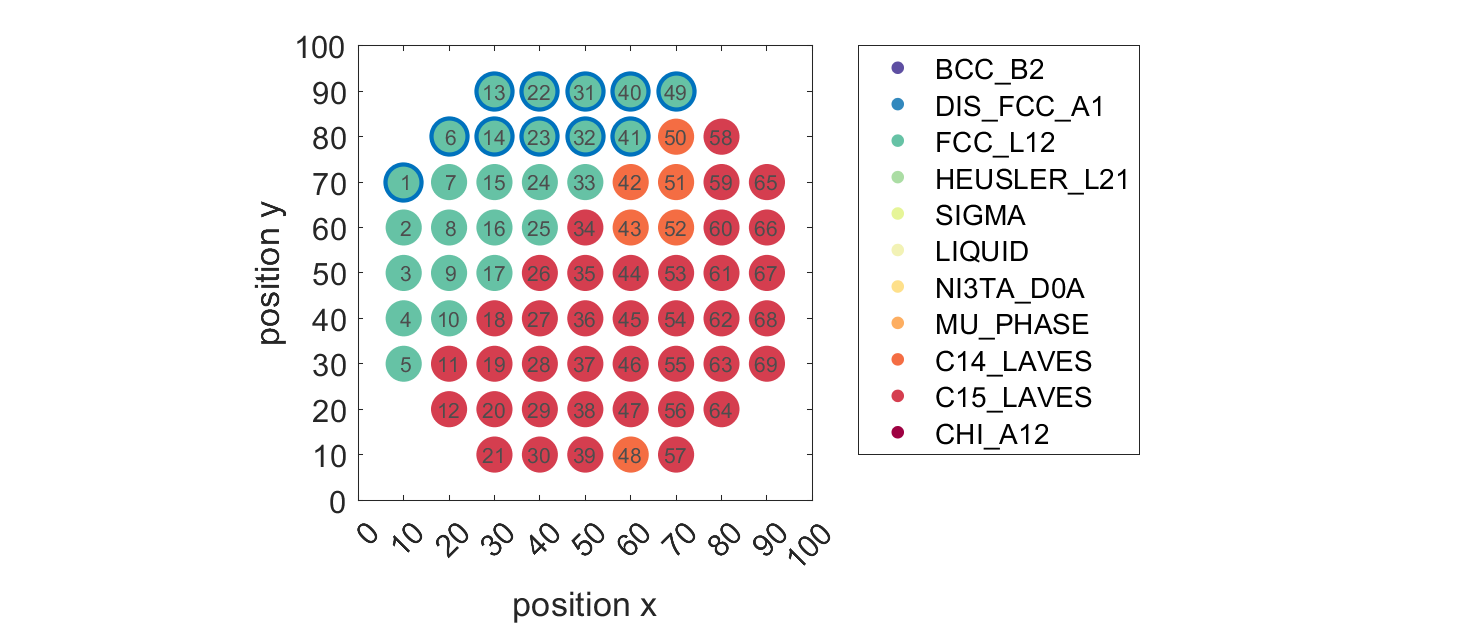 100
90
80
70
60
50
40
30
20
10
0
position y
13 22 31 40 49
6 14 23 32 41 50 58
1 7 15 24 33 42 51 59 65
2 8 16 25 34 43 52 60 66
3 9 17 26 35 44 53 61 67
4 10 18 27 36 45 54 62 68
5 11 19 28 37 46 55 63 69
12 20 29 38 47 56 64
21 30 39 48 57
0 10 20 30 40 50 60 70 80 90 100
position x
BCC_B2
DIS_FCC_A1
FCC_L12
HEUSLER_L21
SIGMA
LIQUID
NI3TA_D0A
MU_PHASE
C14_LAVES
C15_LAVES
CHI_A12